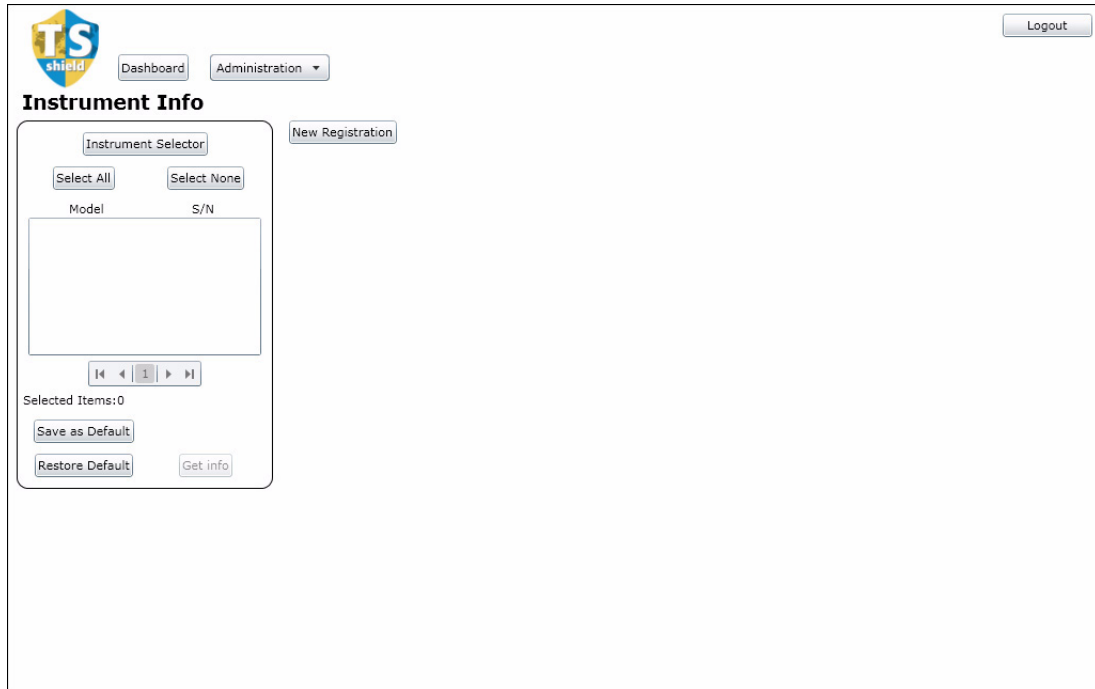 TS
shield
Logout
Dashboard
Administration
Instrument Info
New Registration
Instrument Selector
Select All
Select None
Model
S/N
1
Selected Items:0
Save as Default
Restore Default
Get info